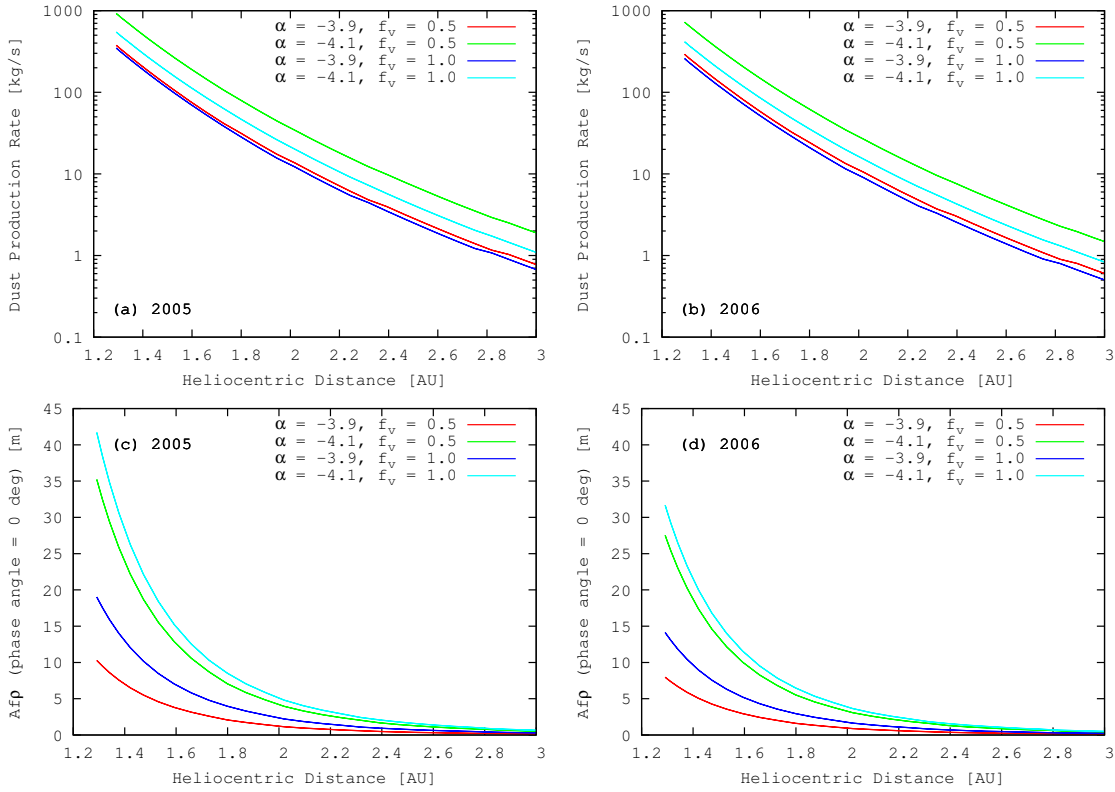 Dust Production Rate [kg/s]
1000
100
10
1
0.1
α = −3.9, f_v = 0.5
α = −4.1, f_v = 0.5
α = −3.9, f_v = 1.0
α = −4.1, f_v = 1.0
(a) 2005
1.2 1.4 1.6 1.8 2 2.2 2.4 2.6 2.8 3
Heliocentric Distance [AU]
Dust Production Rate [kg/s]
1000
100
10
1
0.1
α = −3.9, f_v = 0.5
α = −4.1, f_v = 0.5
α = −3.9, f_v = 1.0
α = −4.1, f_v = 1.0
(b) 2006
1.2 1.4 1.6 1.8 2 2.2 2.4 2.6 2.8 3
Heliocentric Distance [AU]
Afρ (phase angle = 0 deg) [m]
45
40
35
30
25
20
15
10
5
0
α = −3.9, f_v = 0.5
α = −4.1, f_v = 0.5
α = −3.9, f_v = 1.0
α = −4.1, f_v = 1.0
(c) 2005
1.2 1.4 1.6 1.8 2 2.2 2.4 2.6 2.8 3
Heliocentric Distance [AU]
Afρ (phase angle = 0 deg) [m]
45
40
35
30
25
20
15
10
5
0
α = −3.9, f_v = 0.5
α = −4.1, f_v = 0.5
α = −3.9, f_v = 1.0
α = −4.1, f_v = 1.0
(d) 2006
1.2 1.4 1.6 1.8 2 2.2 2.4 2.6 2.8 3
Heliocentric Distance [AU]